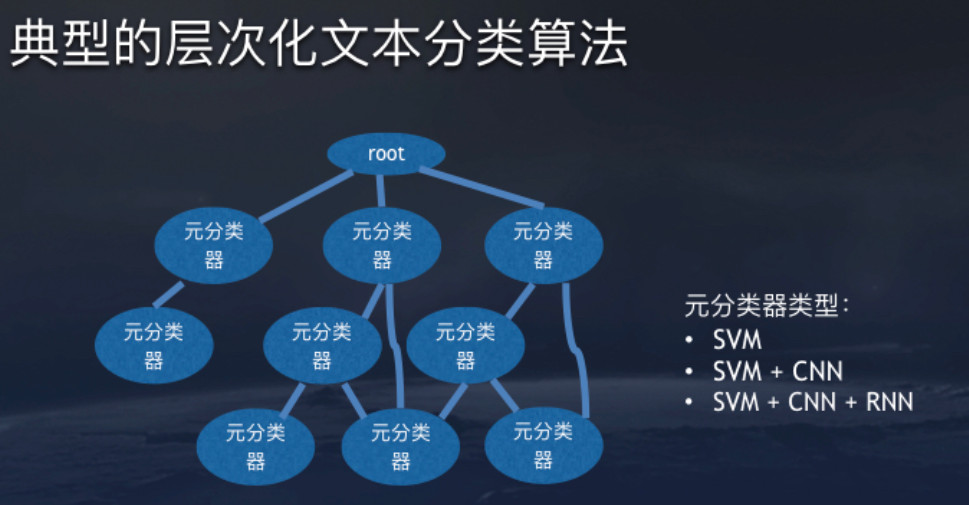 典型的层次化文本分类算法
root
元分类
器
元分类
器
元分类
器
元分类
器
元分类
器
元分类
器
元分类
器
元分类
器
元分类
器
元分类器类型：
• SVM
• SVM + CNN
• SVM + CNN + RNN